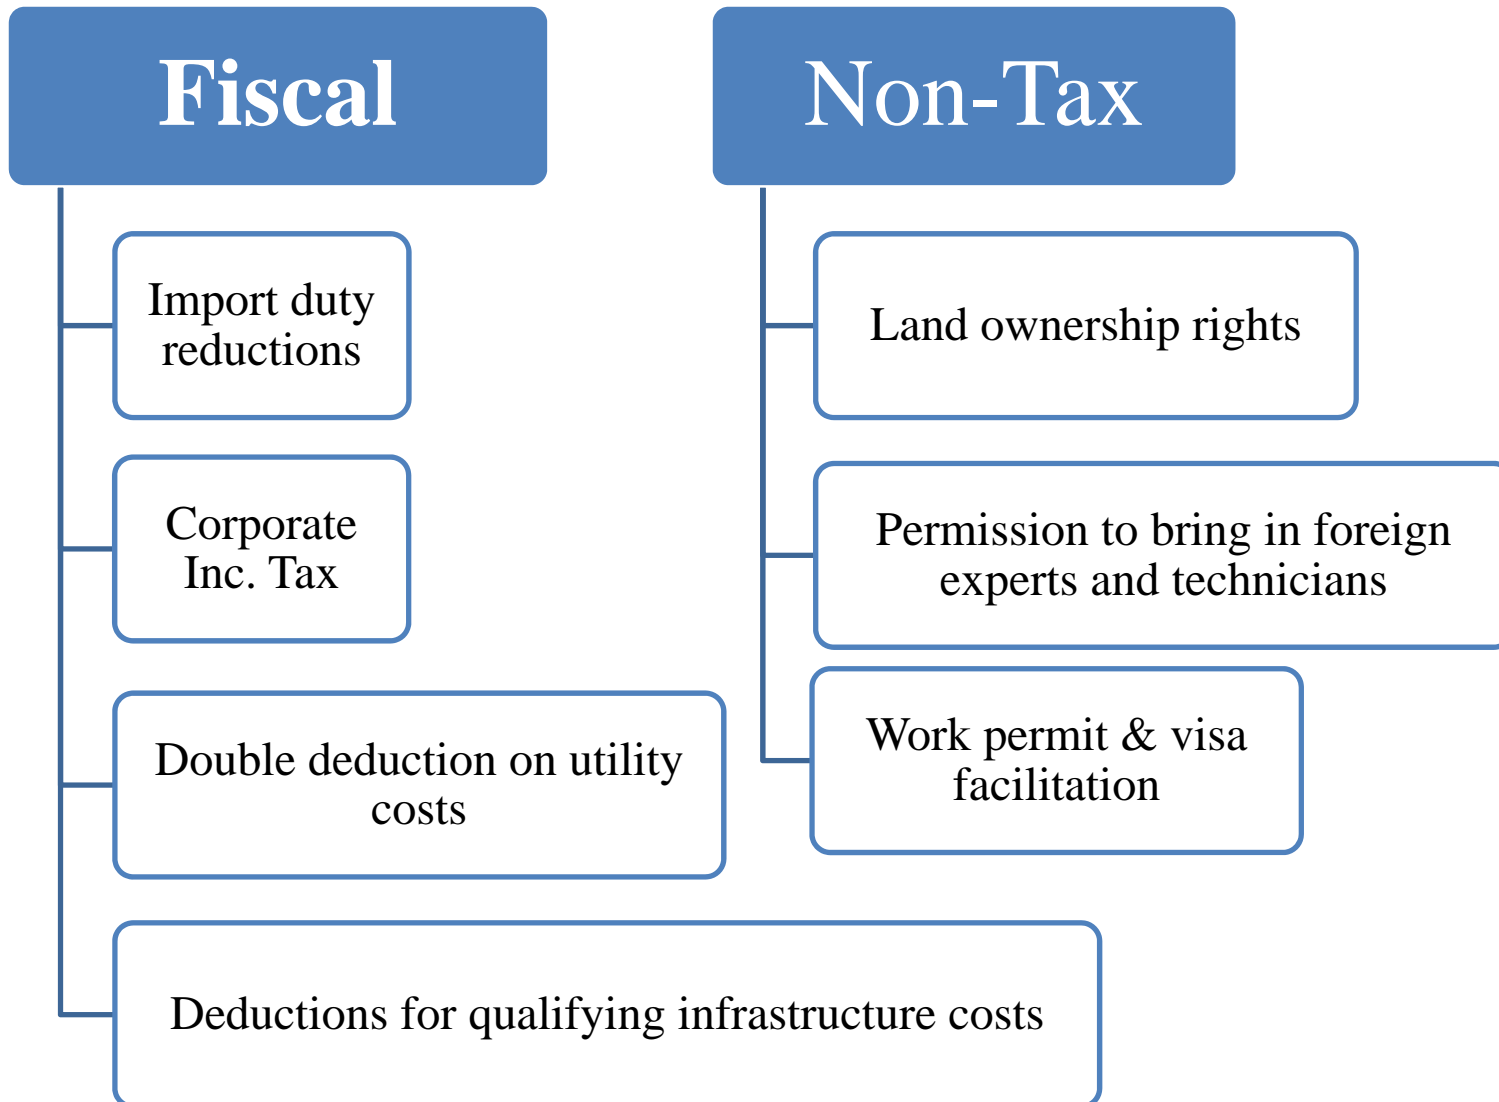 Fiscal
Import duty
reductions
Corporate
Inc. Tax
Double deduction on utility
costs
Deductions for qualifying infrastructure costs
Non-Tax
Land ownership rights
Permission to bring in foreign
experts and technicians
Work permit & visa
facilitation